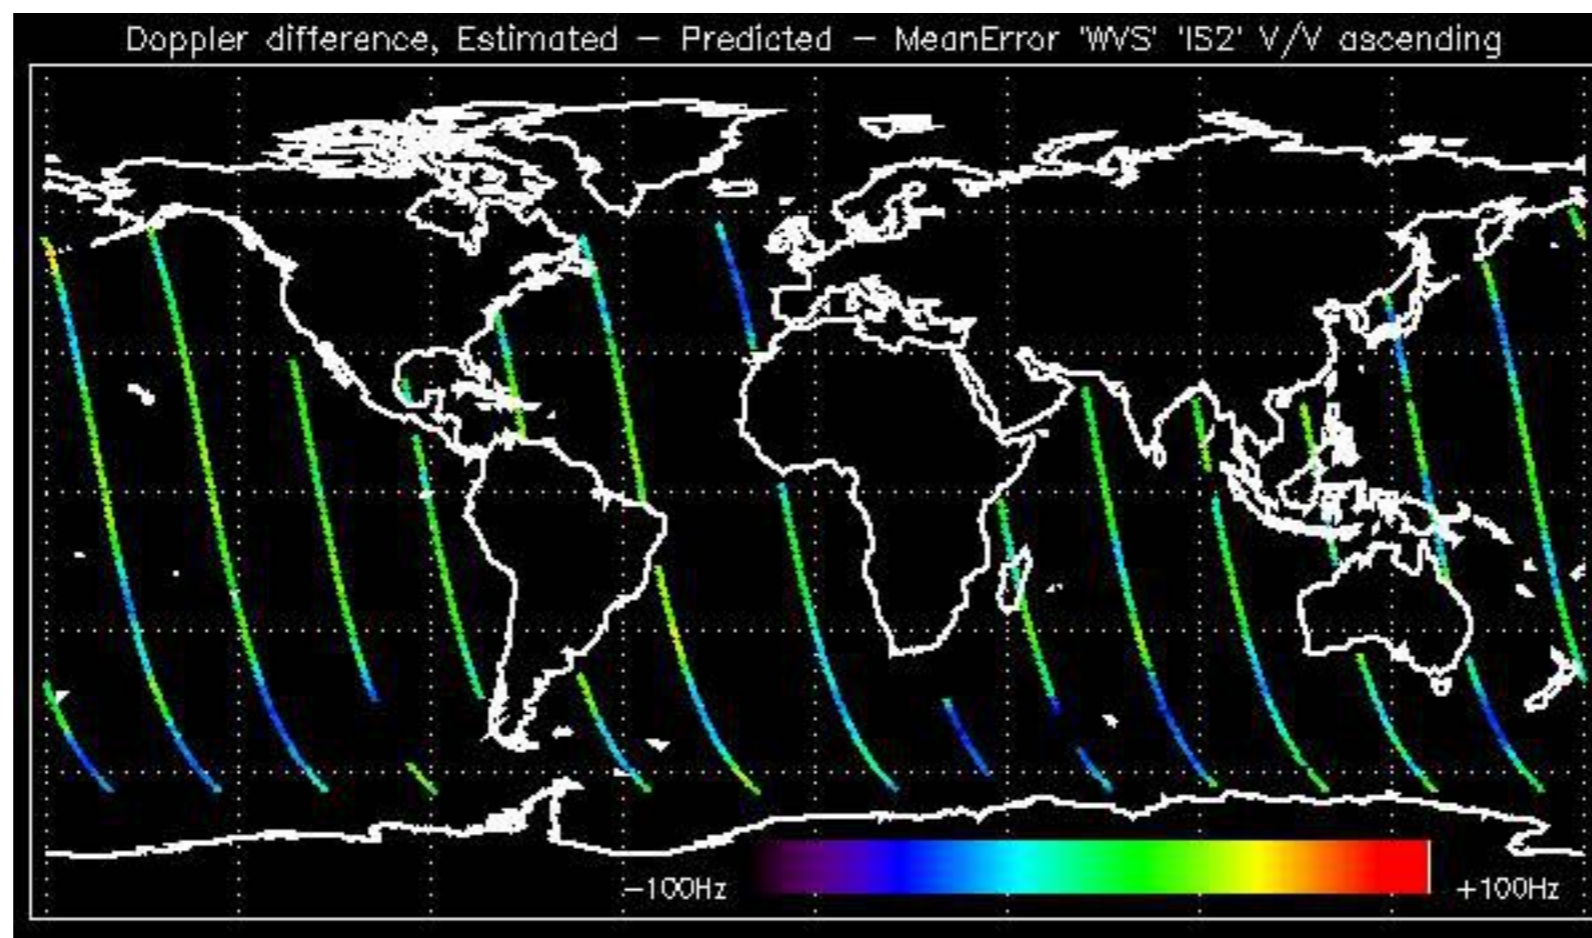 Doppler difference, Estimated – Predicted – MeanError 'WVS' 'IS2' V/V ascending
–100Hz +100Hz